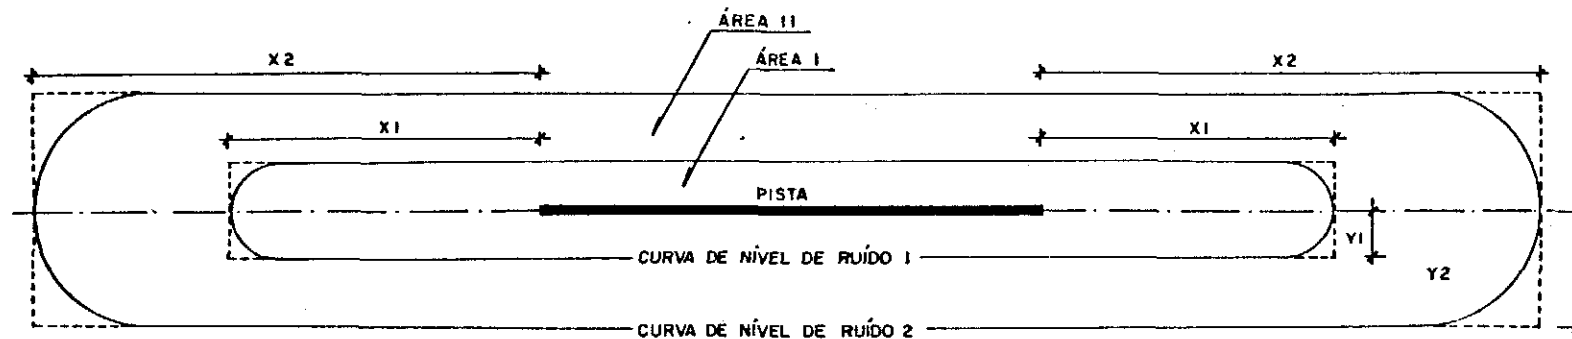 ÁREA II
X2
ÁREA I
X2
X1
X1
PISTA
Y1
CURVA DE NÍVEL DE RUÍDO 1
Y2
CURVA DE NÍVEL DE RUÍDO 2